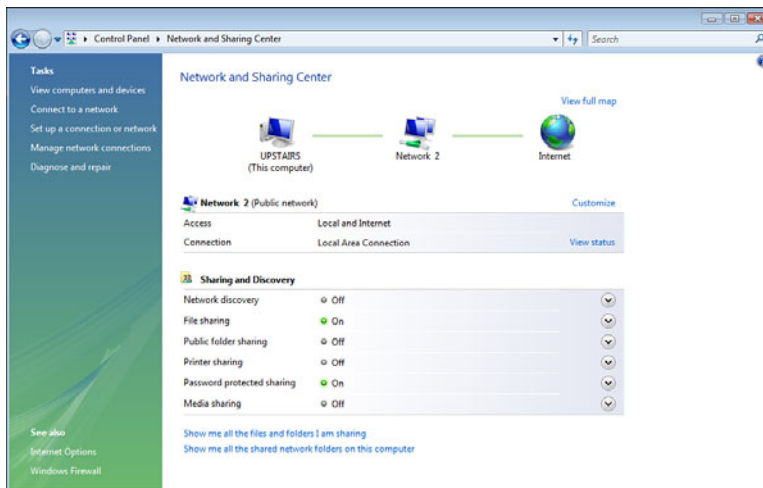 Control Panel ▸ Network and Sharing Center
Search
Tasks
View computers and devices
Connect to a network
Set up a connection or network
Manage network connections
Diagnose and repair
See also
Internet Options
Windows Firewall
Network and Sharing Center
View full map
UPSTAIRS
(This computer)
Network 2
Internet
Network 2 (Public network)
Customize
Access Local and Internet
Connection Local Area Connection View status
Sharing and Discovery
Network discovery Off
File sharing On
Public folder sharing Off
Printer sharing Off
Password protected sharing On
Media sharing Off
Show me all the files and folders I am sharing
Show me all the shared network folders on this computer